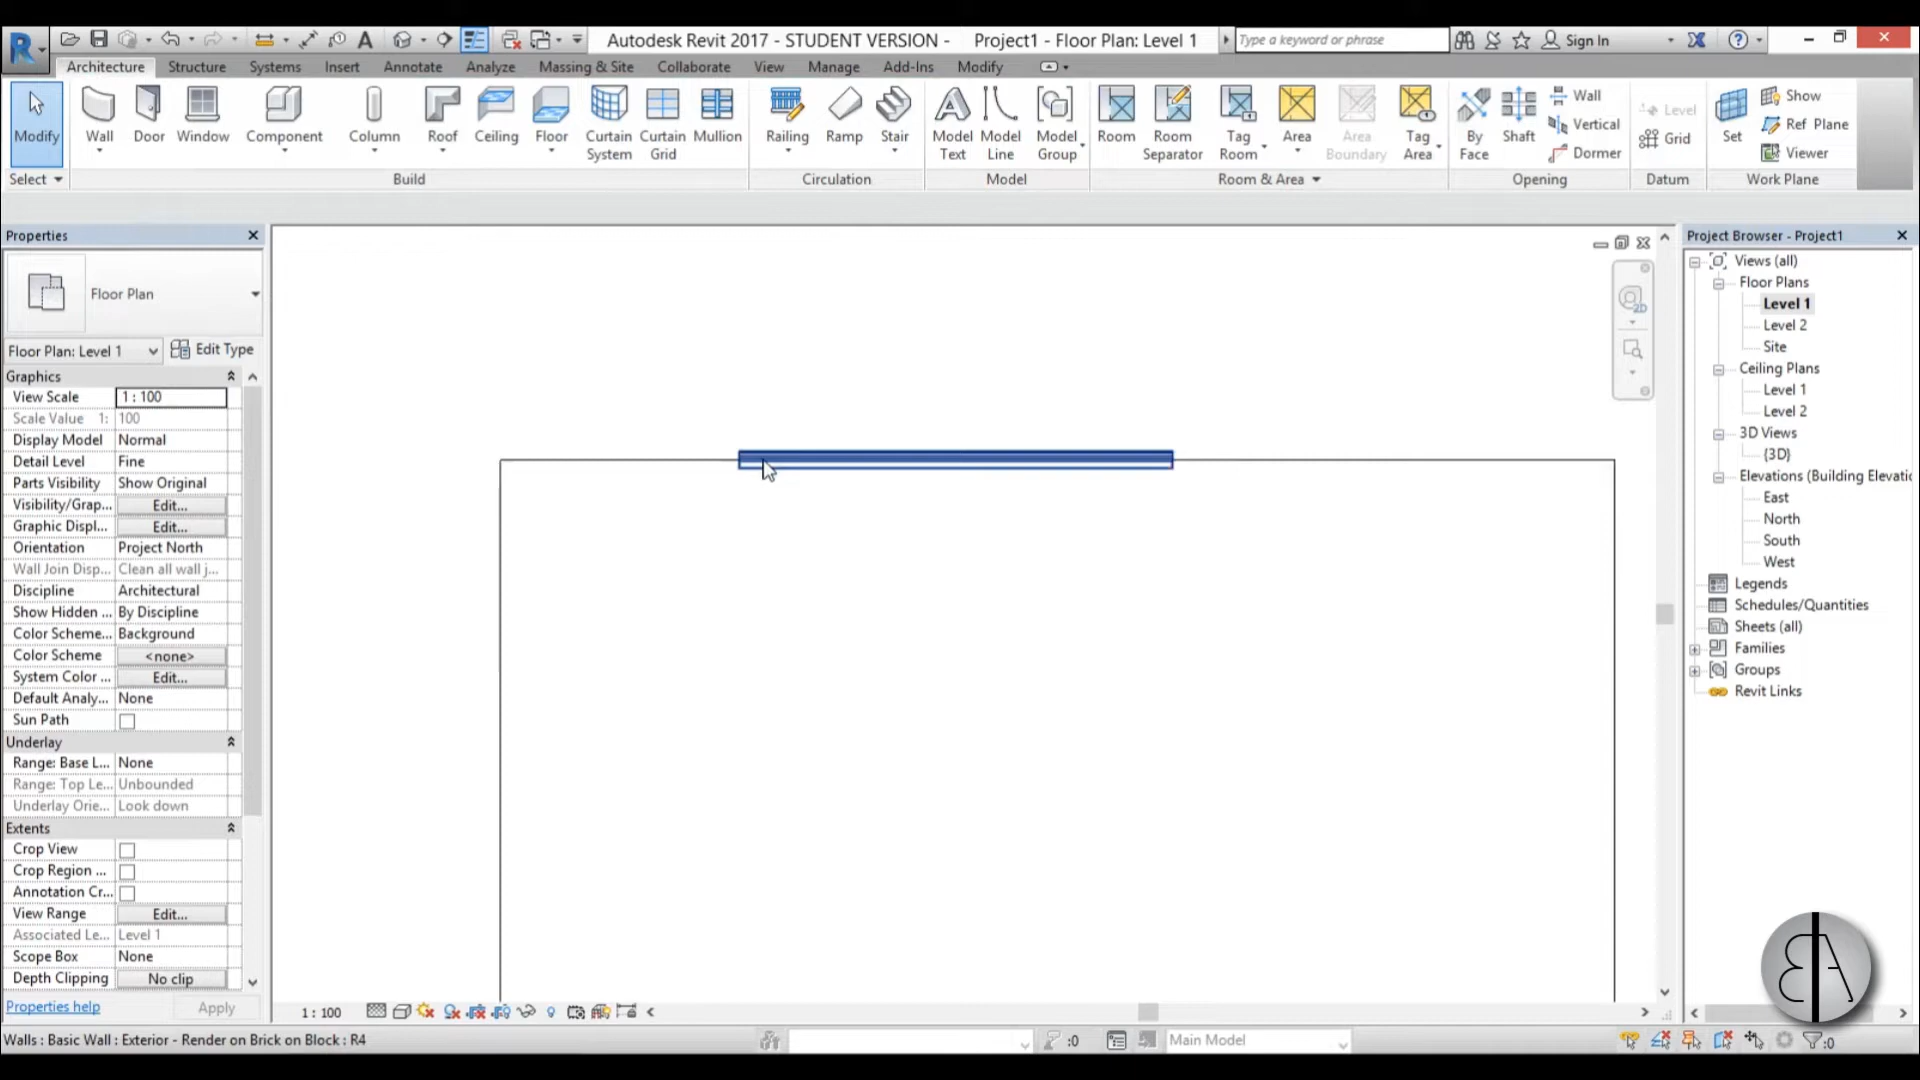 Autodesk Revit 2017 - STUDENT VERSION - Project1 - Floor Plan: Level 1
Type a keyword or phrase
Sign In
Architecture Structure Systems Insert Annotate Analyze Massing & Site Collaborate View Manage Add-Ins Modify
Modify Wall Door Window Component Column Roof Ceiling Floor Curtain System Curtain Grid Mullion Railing Ramp Stair Model Text Model Line Model Group Room Room Separator Tag Room Area Area Boundary Tag Area By Face Shaft Wall Vertical Dormer Level Grid Set Show Ref Plane Viewer
Select Build Circulation Model Room & Area Opening Datum Work Plane
Properties
Floor Plan
Floor Plan: Level 1 Edit Type
Graphics
View Scale 1 : 100
Scale Value 1: 100
Display Model Normal
Detail Level Fine
Parts Visibility Show Original
Visibility/Grap... Edit...
Graphic Displ... Edit...
Orientation Project North
Wall Join Disp... Clean all wall j...
Discipline Architectural
Show Hidden ... By Discipline
Color Scheme... Background
Color Scheme <none>
System Color ... Edit...
Default Analy... None
Sun Path
Underlay
Range: Base L... None
Range: Top Le... Unbounded
Underlay Orie... Look down
Extents
Crop View
Crop Region ...
Annotation Cr...
View Range Edit...
Associated Le... Level 1
Scope Box None
Depth Clipping No clip
Properties help Apply
2D
1 : 100
Project Browser - Project1
Views (all)
Floor Plans
Level 1
Level 2
Site
Ceiling Plans
Level 1
Level 2
3D Views
{3D}
Elevations (Building Elevatic
East
North
South
West
Legends
Schedules/Quantities
Sheets (all)
Families
Groups
Revit Links
Walls : Basic Wall : Exterior - Render on Brick on Block : R4
:0
Main Model
:0